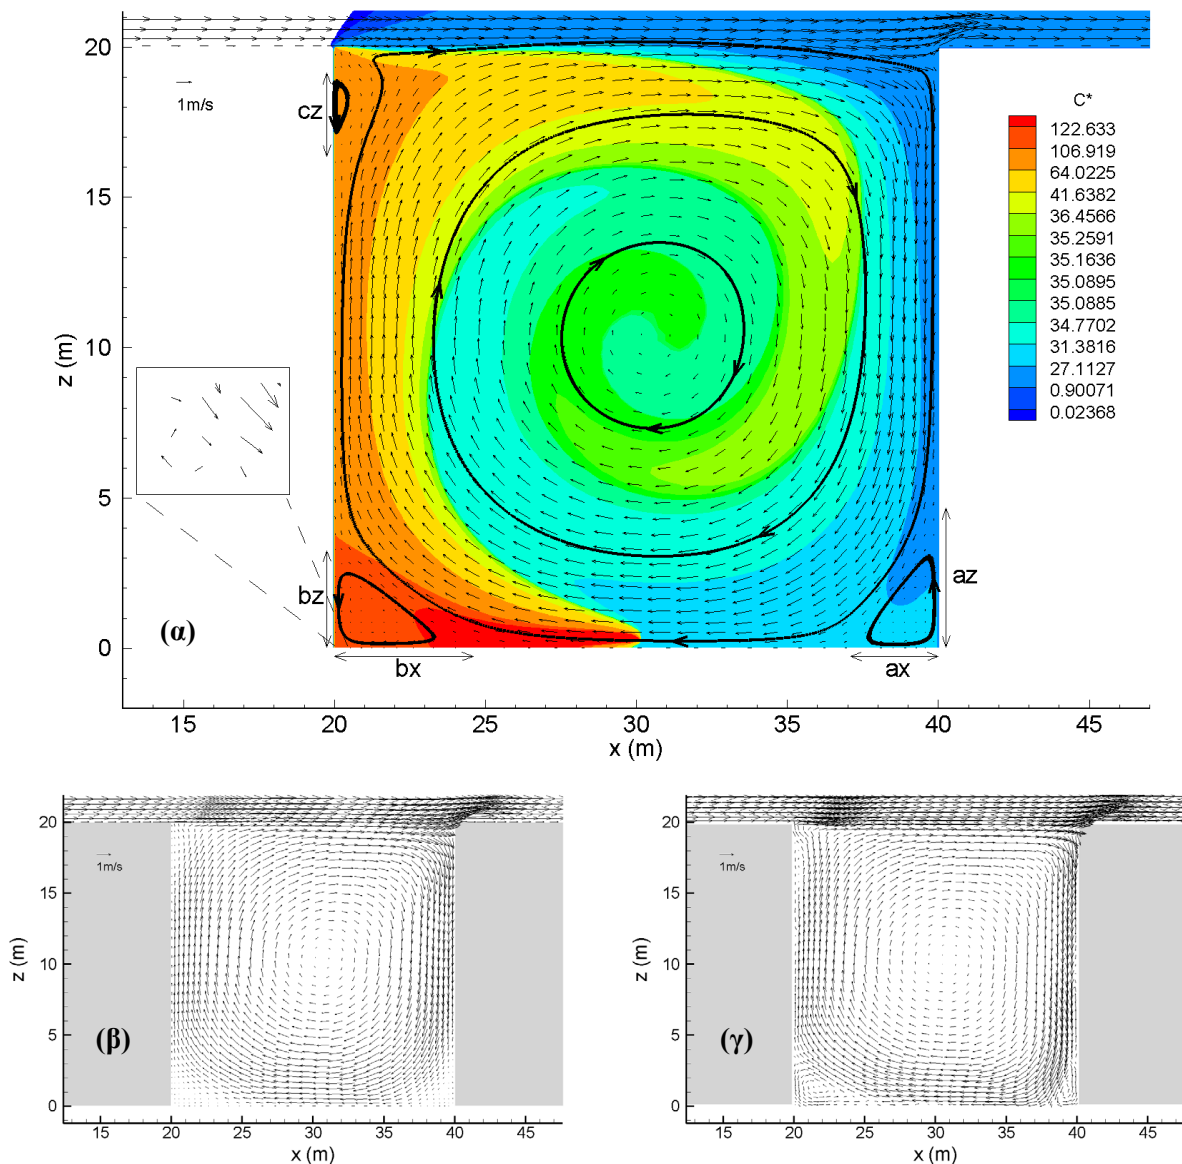 20
15
10
5
0
z (m)
1m/s
cz
bz
az
(α)
bx
ax
15 20 25 30 35 40 45
x (m)
C*
122.633
106.919
64.0225
41.6382
36.4566
35.2591
35.1636
35.0895
35.0885
34.7702
31.3816
27.1127
0.90071
0.02368
20
15
10
5
0
z (m)
1m/s
(β)
15 20 25 30 35 40 45
x (m)
20
15
10
5
0
z (m)
1m/s
(γ)
15 20 25 30 35 40 45
x (m)